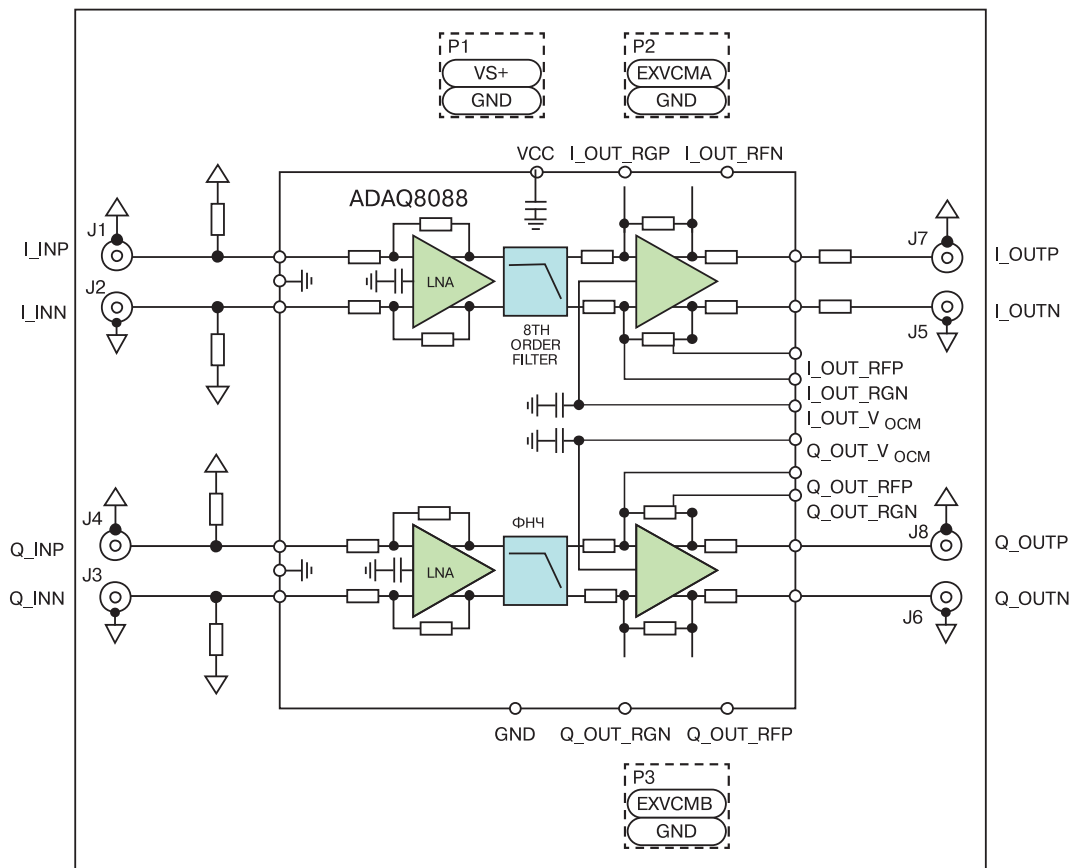 P1
VS+
GND
P2
EXVCMA
GND
VCC
I_OUT_RGP
I_OUT_RFN
ADAQ8088
J1
I_INP
J2
I_INN
LNA
8TH
ORDER
FILTER
J7
I_OUTP
I_OUTN
J5
I_OUT_RFP
I_OUT_RGN
I_OUT_V OCM
Q_OUT_V OCM
Q_OUT_RFP
Q_OUT_RGN
J4
Q_INP
J3
Q_INN
LNA
ФНЧ
J8
Q_OUTP
Q_OUTN
J6
GND
Q_OUT_RGN
Q_OUT_RFP
P3
EXVCMB
GND